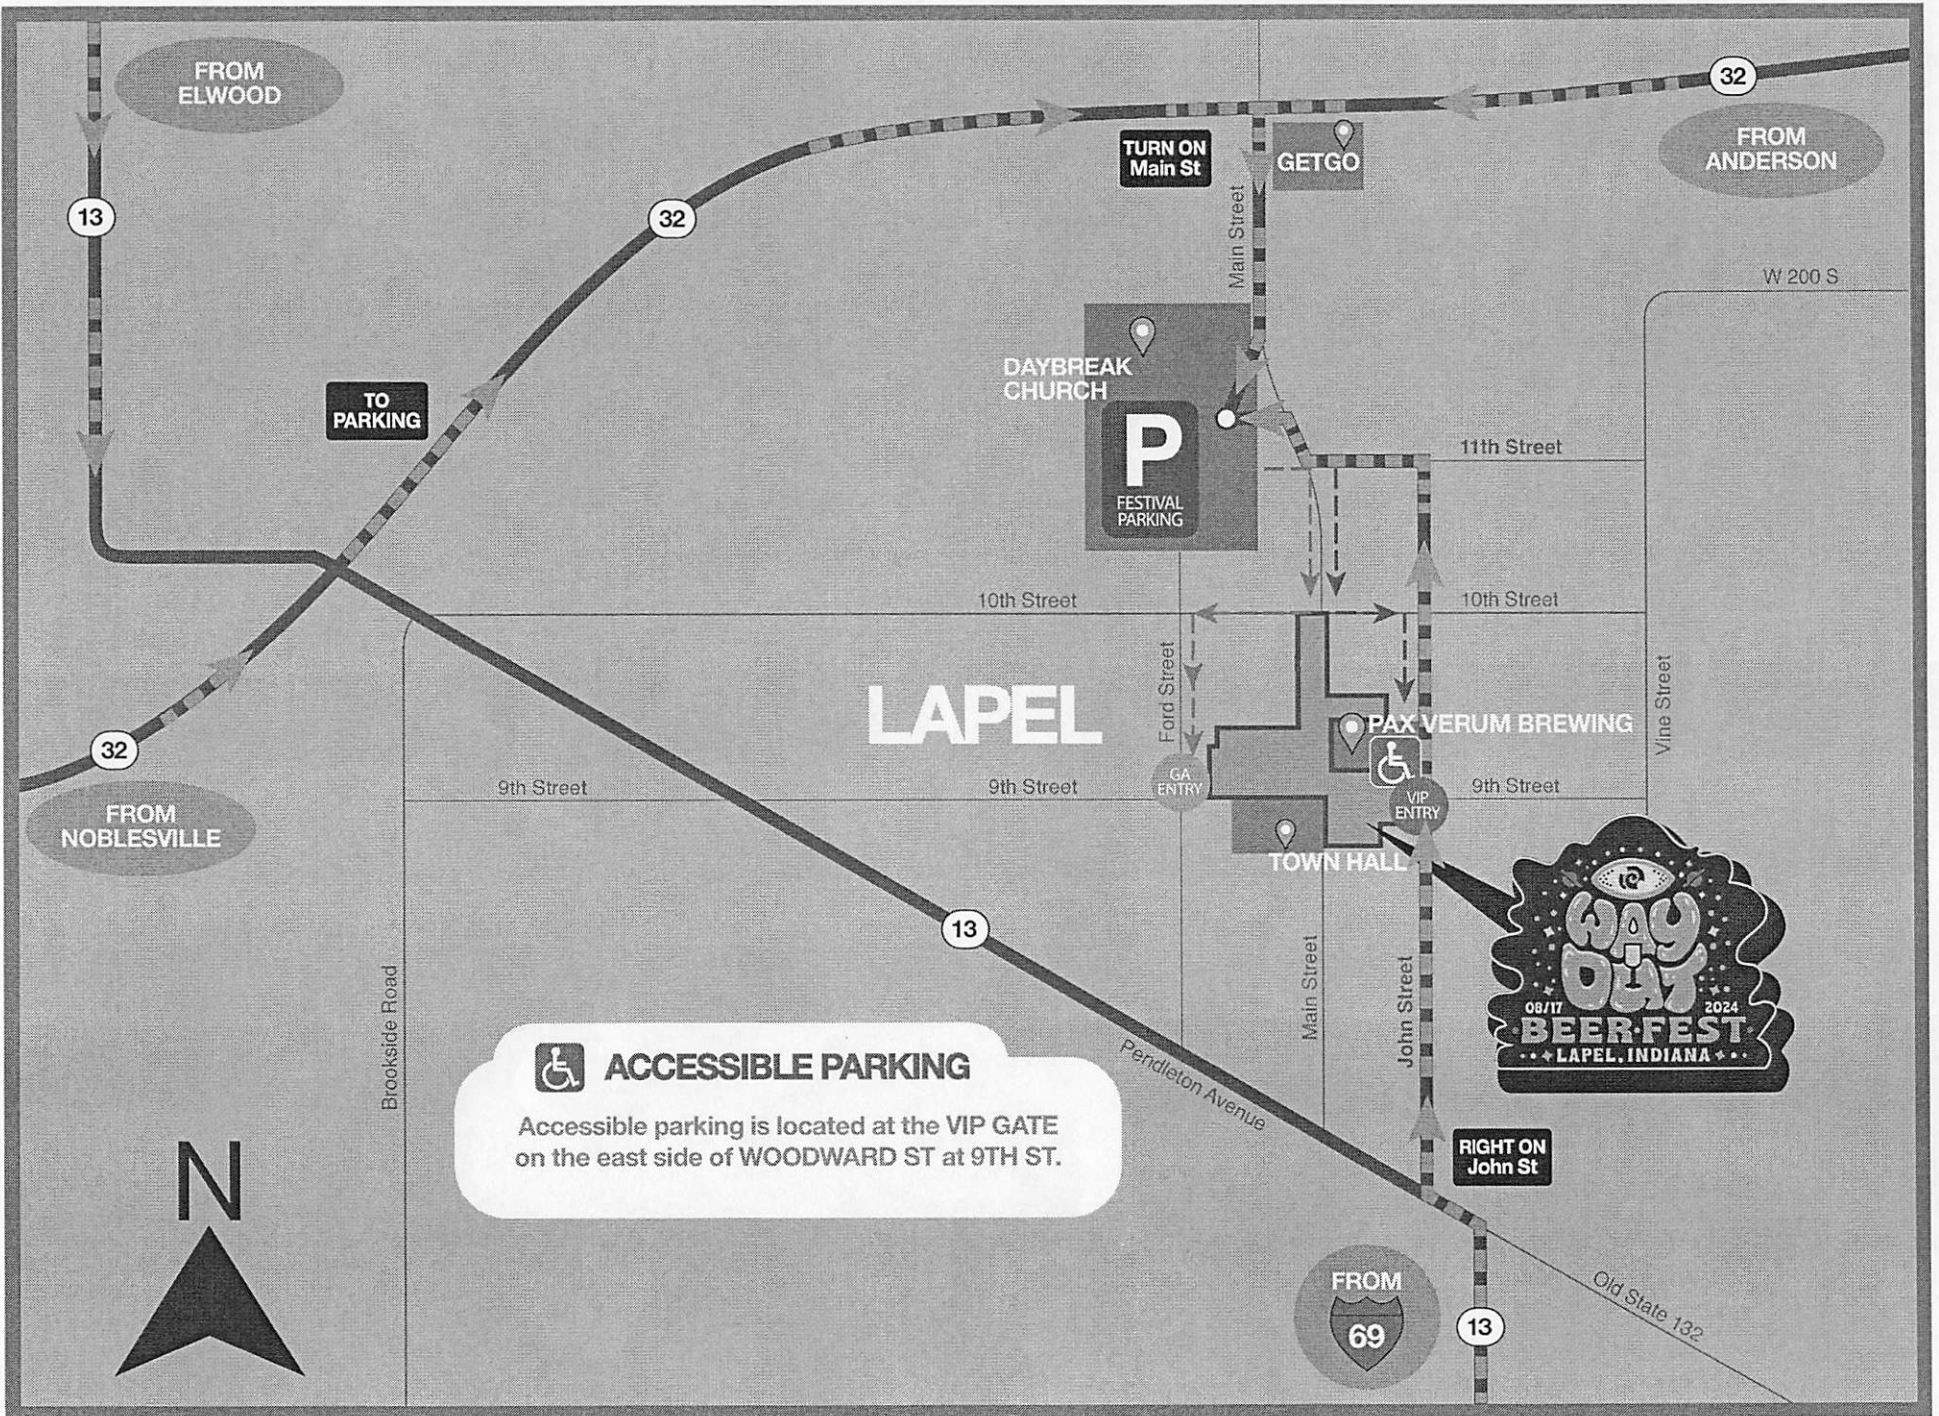 FROM
ELWOOD
32
FROM
ANDERSON
TURN ON
Main St
GETGO
13
32
Main Street
W 200 S
DAYBREAK
CHURCH
TO
PARKING
P
FESTIVAL
PARKING
11th Street
10th Street
10th Street
LAPEL
Ford Street
Vine Street
PAX VERUM BREWING
32
9th Street
9th Street
GA
ENTRY
9th Street
VIP
ENTRY
FROM
NOBLESVILLE
TOWN HALL
13
WAY
OUT
08/17
2024
BEER FEST
LAPEL, INDIANA
Brookside Road
Main Street
John Street
Pendleton Avenue
ACCESSIBLE PARKING
Accessible parking is located at the VIP GATE
on the east side of WOODWARD ST at 9TH ST.
N
RIGHT ON
John St
FROM
69
13
Old State 132